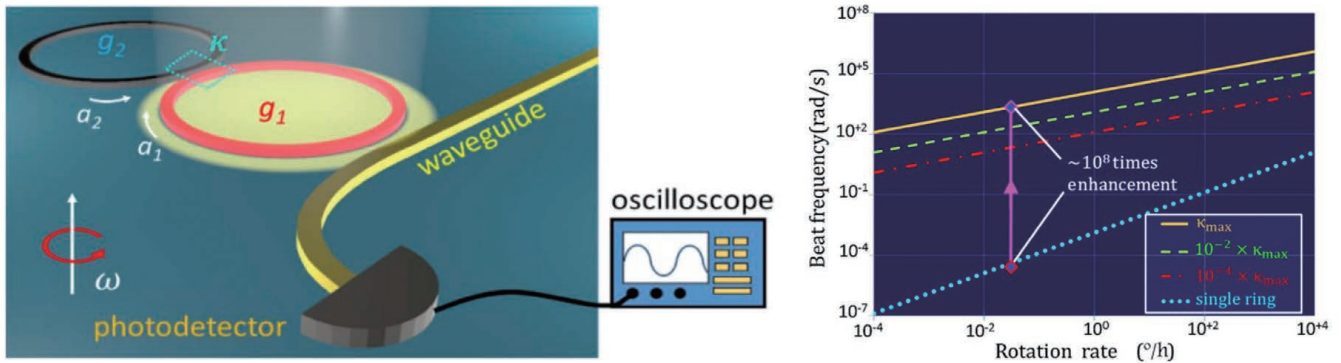 g₂
κ
a₂
a₁
g₁
waveguide
ω
photodetector
oscilloscope
Beat frequency(rad/s)
10⁺⁸
10⁺⁵
10⁺²
10⁻¹
10⁻⁴
10⁻⁷
~10⁸ times
enhancement
κmax
10⁻² × κmax
10⁻⁴ × κmax
single ring
10⁻⁴
10⁻²
10⁰
10⁺²
10⁺⁴
Rotation rate (°/h)